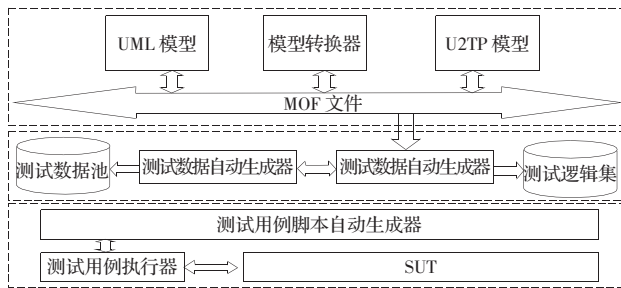 UML 模型
模型转换器
U2TP 模型
MOF 文件
测试数据池
测试数据自动生成器
测试数据自动生成器
测试逻辑集
测试用例脚本自动生成器
测试用例执行器
SUT